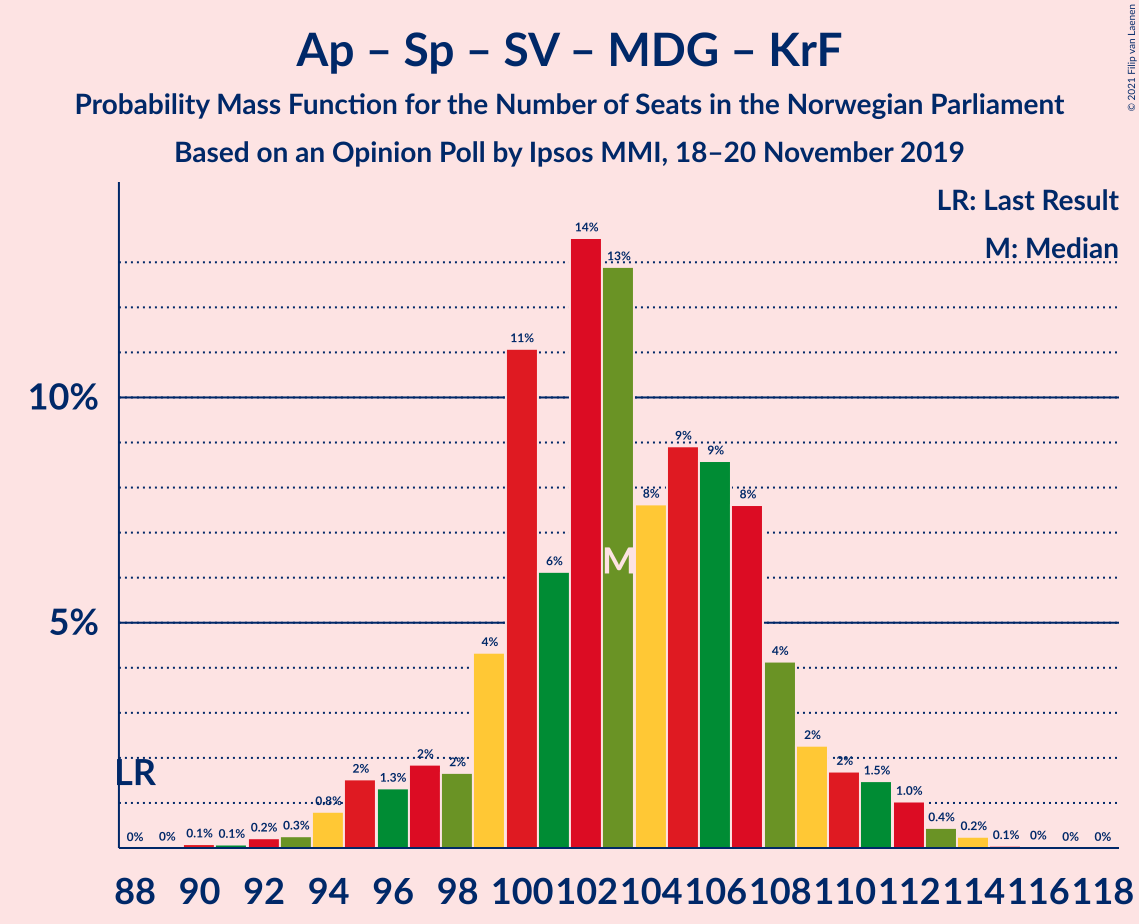 Ap – Sp – SV – MDG – KrF
Probability Mass Function for the Number of Seats in the Norwegian Parliament
Based on an Opinion Poll by Ipsos MMI, 18–20 November 2019
© 2021 Filip van Laenen
LR: Last Result
M: Median
10%
5%
LR
M
0% 0% 0.1% 0.1% 0.2% 0.3% 0.8% 2% 1.3% 2% 2% 4% 11% 6% 14% 13% 8% 9% 9% 8% 4% 2% 2% 1.5% 1.0% 0.4% 0.2% 0.1% 0% 0% 0%
88 90 92 94 96 98 100 102 104 106 108 110 112 114 116 118